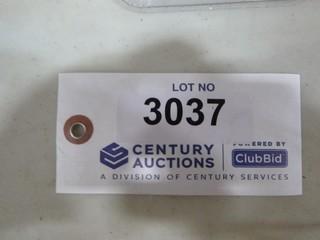 LOT NO
3037
CENTURY AUCTIONS
POWERED BY
ClubBid
A DIVISION OF CENTURY SERVICES